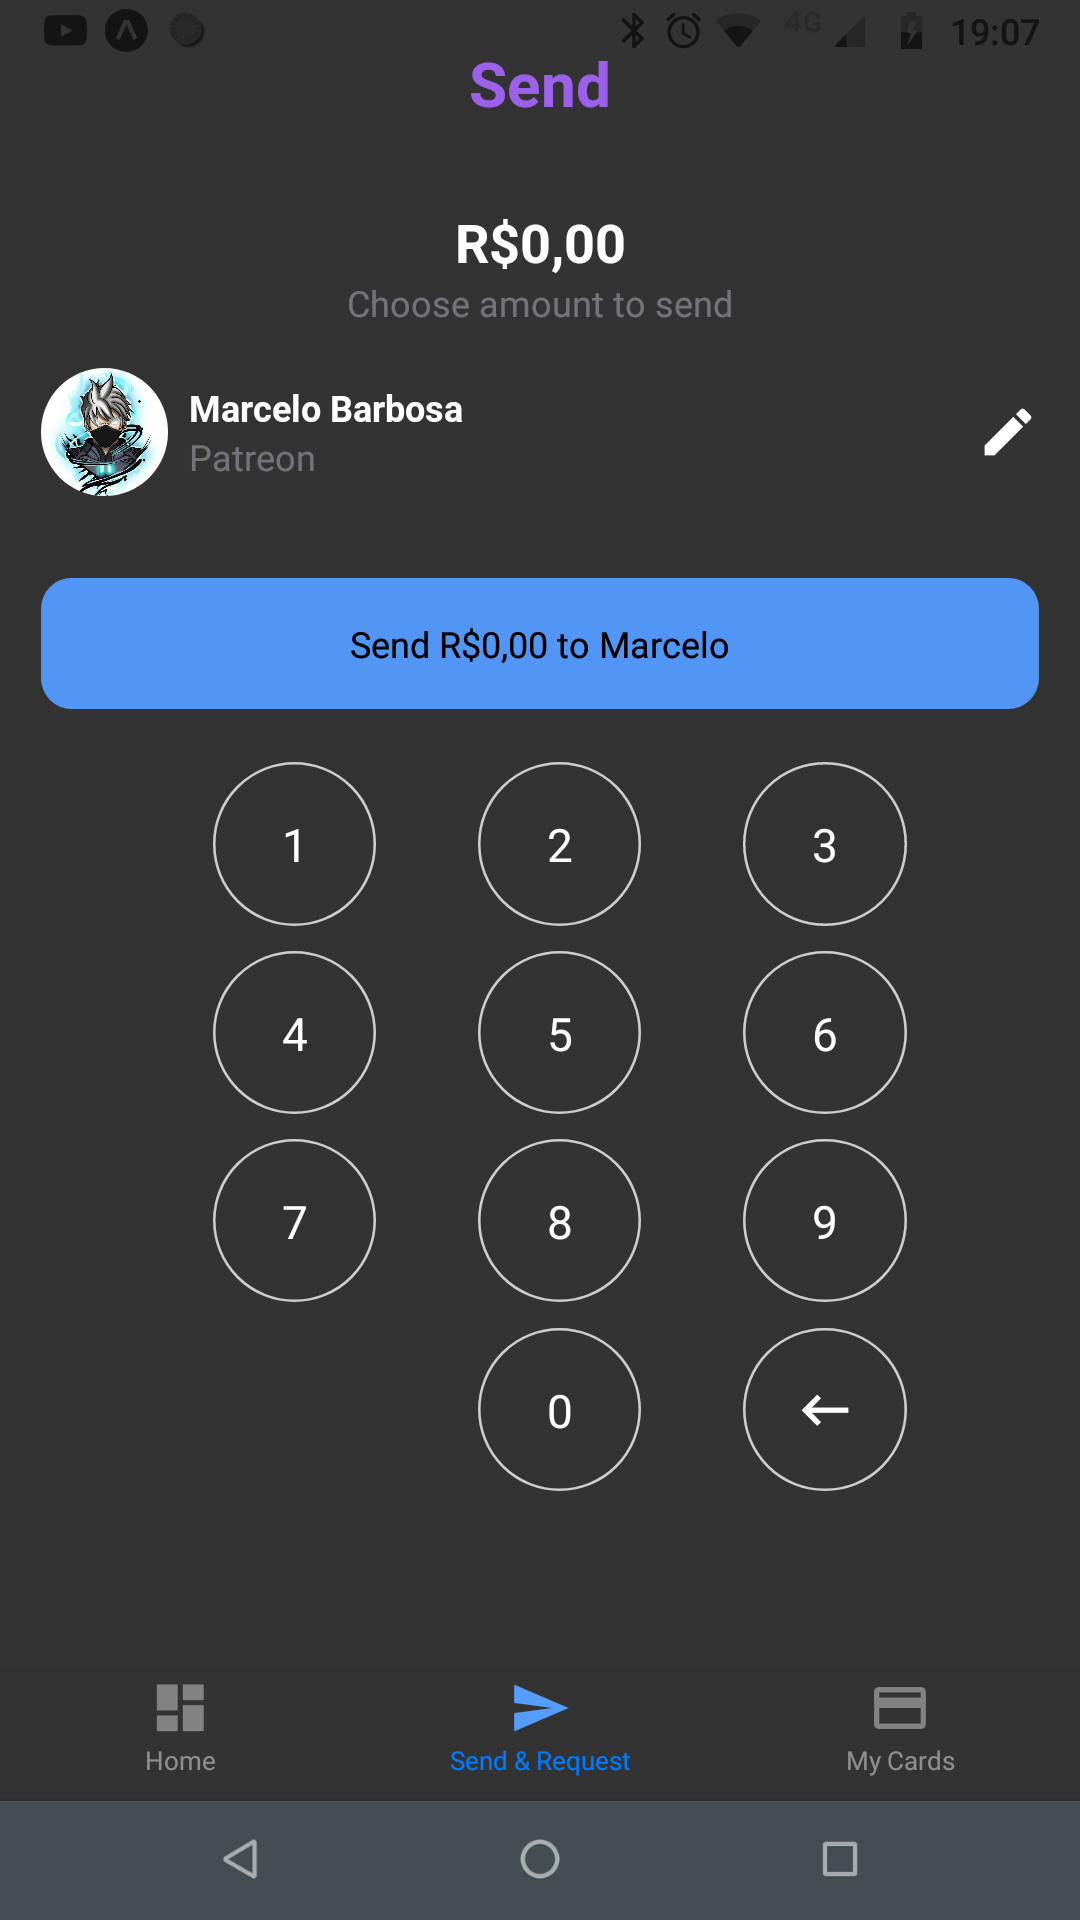 4G 19:07
Send
R$0,00
Choose amount to send
Marcelo Barbosa
Patreon
Send R$0,00 to Marcelo
1 2 3
4 5 6
7 8 9
0
Home Send & Request My Cards